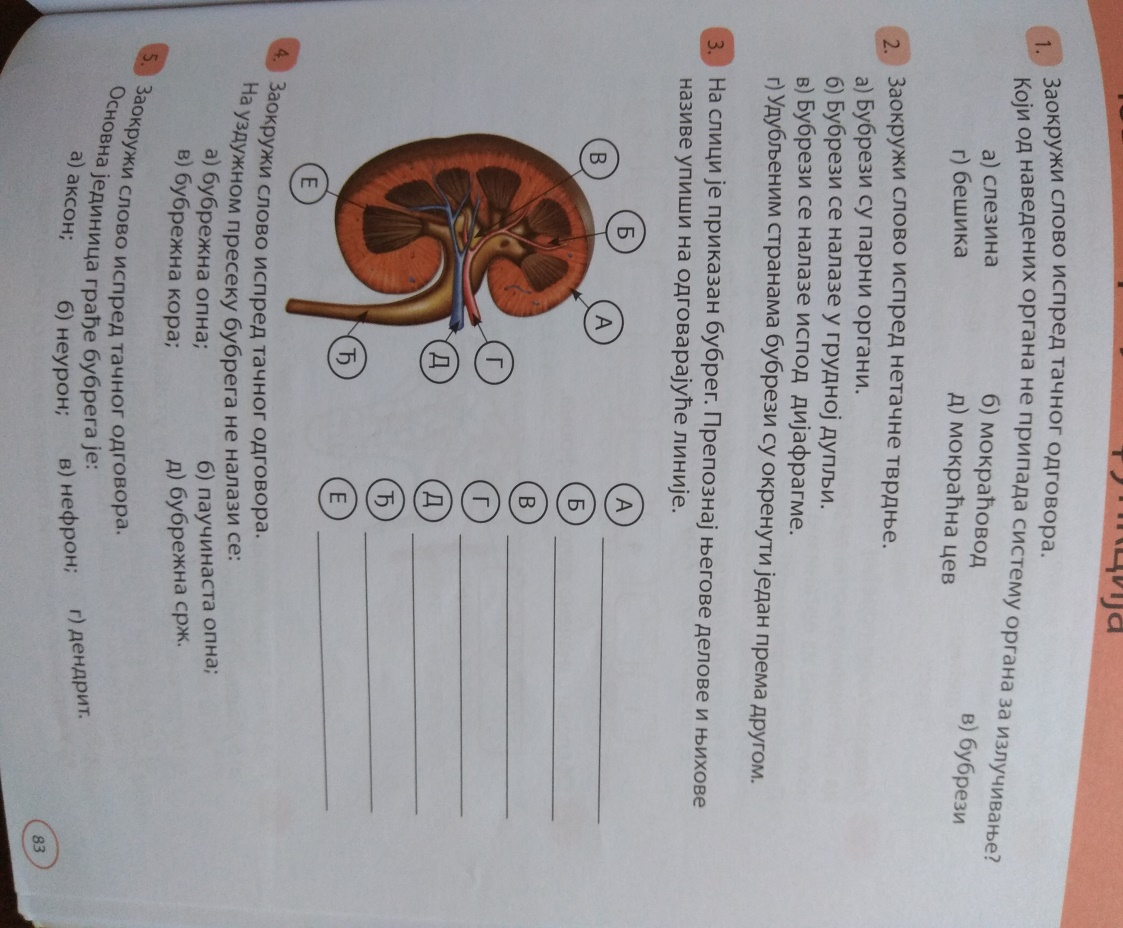 1. Заокружи слово испред тачног одговора.
Који од наведених органа не припада систему органа за излучивање?
а) слезина б) мокраћовод в) бубрези
г) бешика д) мокраћна цев
2. Заокружи слово испред нетачне тврдње.
а) Бубрези су парни органи.
б) Бубрези се налазе у грудној дупљи.
в) Бубрези се налазе испод дијафрагме.
г) Удубљеним странама бубрези су окренути један према другом.
3. На слици је приказан бубрег. Препознај његове делове и њихове
називе упиши на одговарајуће линије.
А
Б
В
Г
Д
Ђ
Е
А
Б
В
Г
Д
Ђ
Е
4. Заокружи слово испред тачног одговора.
На уздужном пресеку бубрега не налази се:
а) бубрежна опна; б) паучинаста опна;
в) бубрежна кора; д) бубрежна срж.
5. Заокружи слово испред тачног одговора.
Основна јединица грађе бубрега је:
а) аксон; б) неурон; в) нефрон; г) дендрит.
83